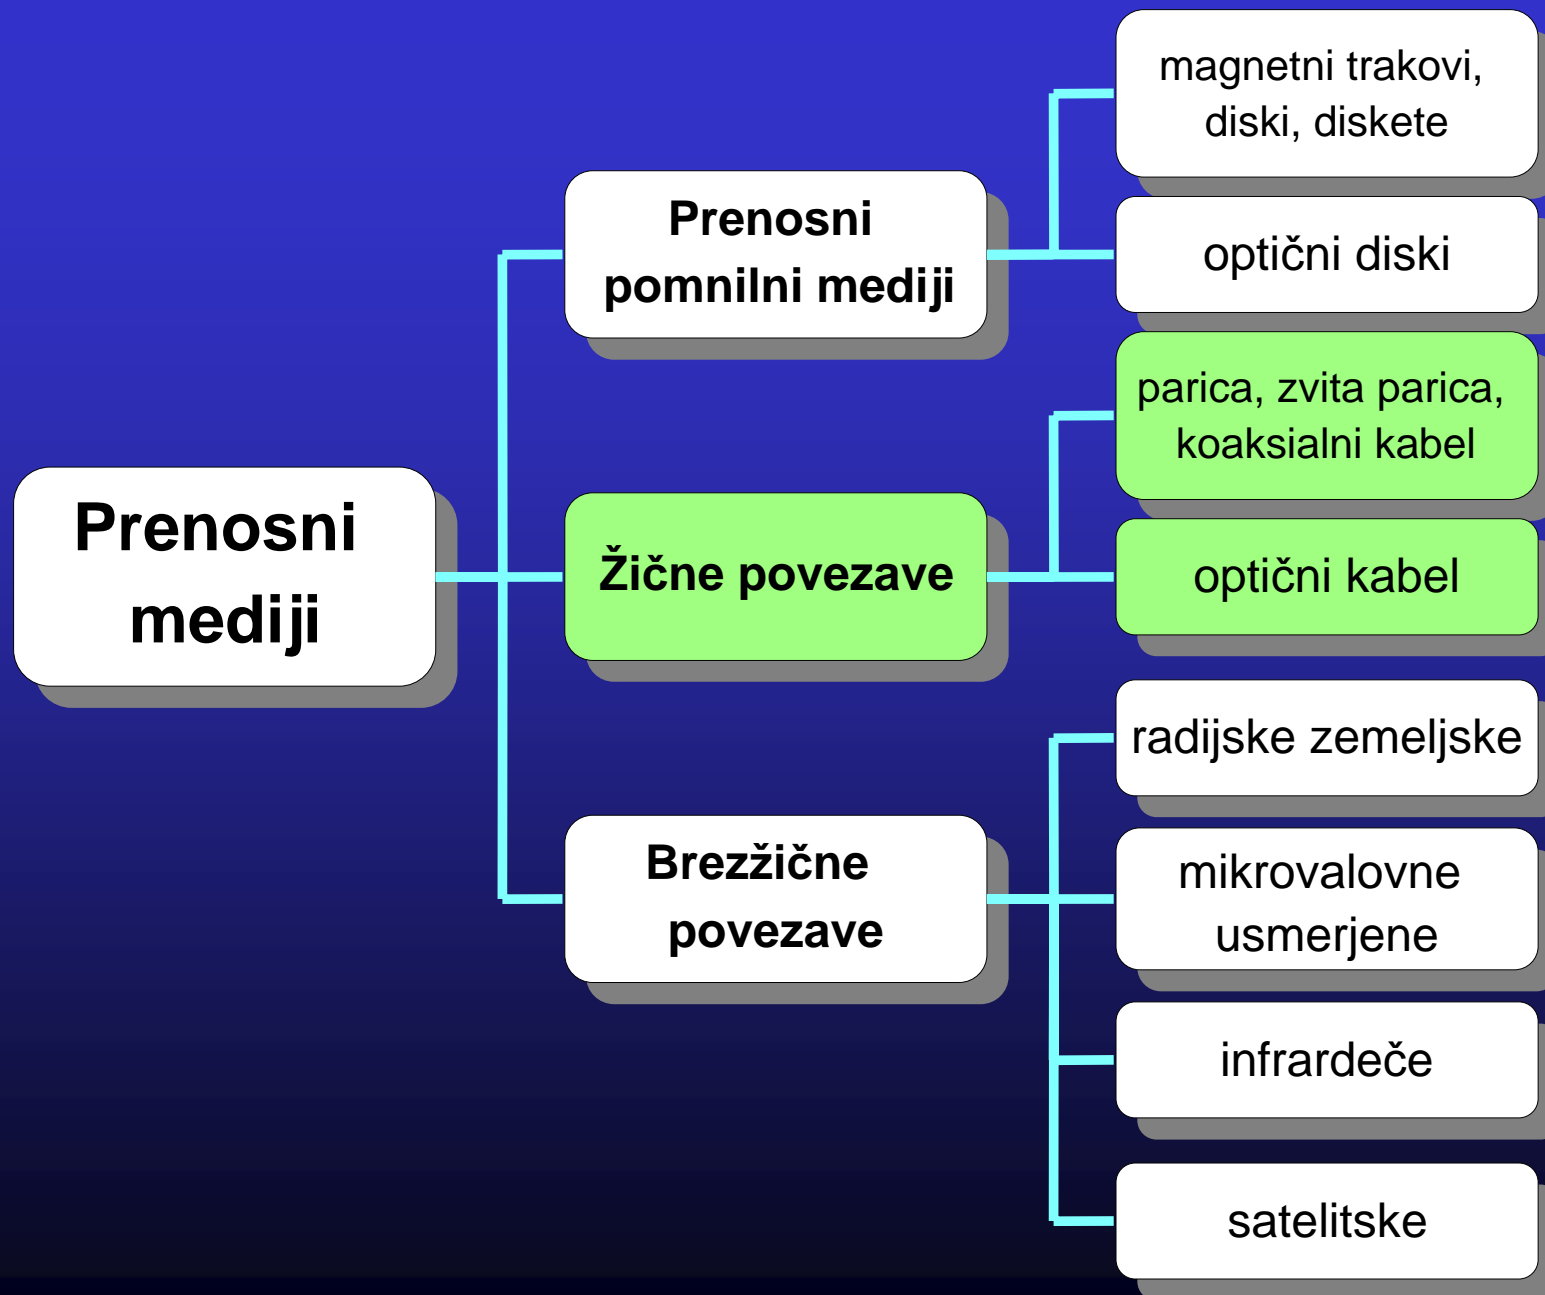 Prenosni
mediji
Prenosni
pomnilni mediji
magnetni trakovi,
diski, diskete
optični diski
Žične povezave
parica, zvita parica,
koaksialni kabel
optični kabel
Brezžične
povezave
radijske zemeljske
mikrovalovne
usmerjene
infrardeče
satelitske